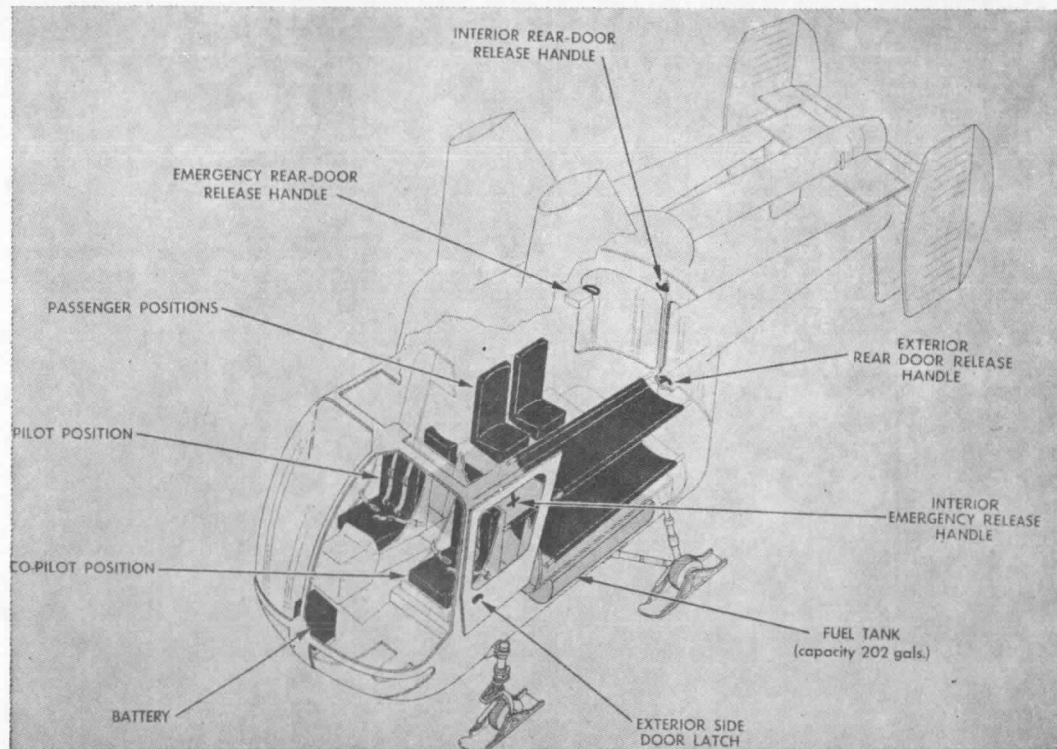 INTERIOR REAR-DOOR
RELEASE HANDLE
EMERGENCY REAR-DOOR
RELEASE HANDLE
PASSENGER POSITIONS
EXTERIOR
REAR DOOR RELEASE
HANDLE
PILOT POSITION
INTERIOR
EMERGENCY RELEASE
HANDLE
CO-PILOT POSITION
FUEL TANK
(capacity 202 gals.)
BATTERY
EXTERIOR SIDE
DOOR LATCH